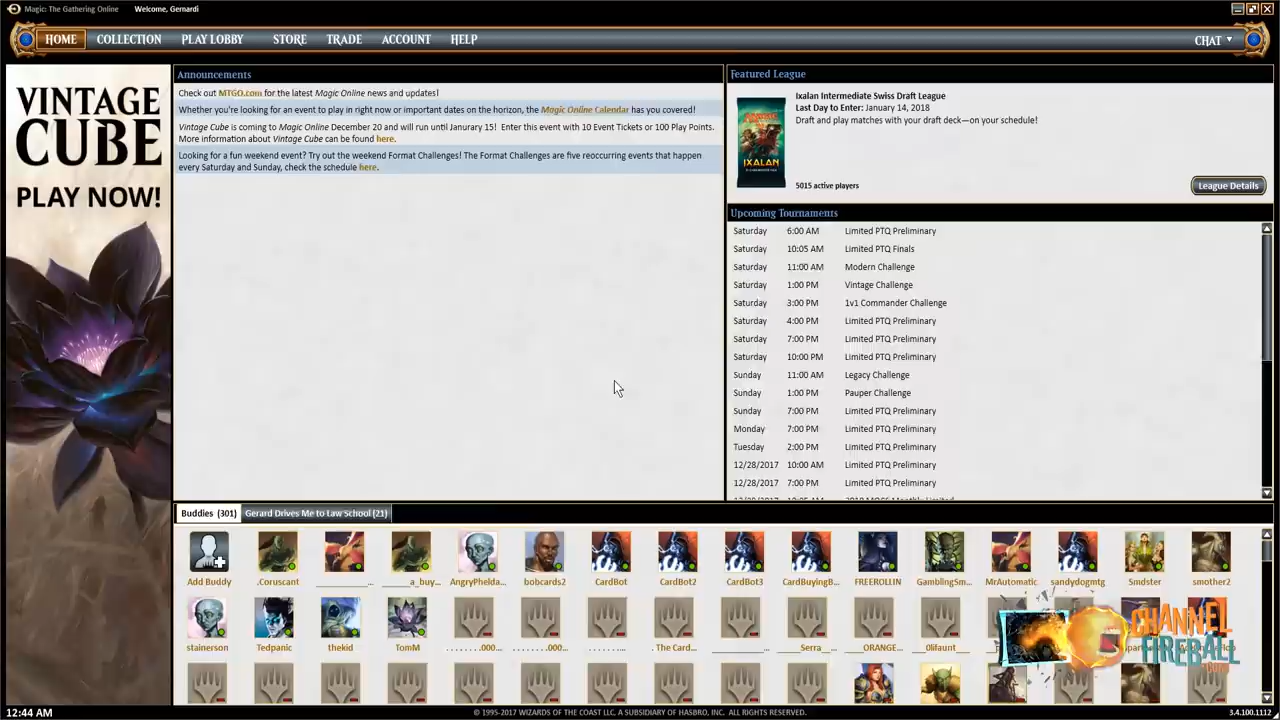 Magic: The Gathering Online Welcome, Gernardi
HOME COLLECTION PLAY LOBBY STORE TRADE ACCOUNT HELP CHAT
VINTAGE
CUBE
PLAY NOW!
Announcements
Check out MTGO.com for the latest Magic Online news and updates!
Whether you're looking for an event to play in right now or important dates on the horizon, the Magic Online Calendar has you covered!
Vintage Cube is coming to Magic Online December 20 and will run until Janurary 15! Enter this event with 10 Event Tickets or 100 Play Points.
More information about Vintage Cube can be found here.
Looking for a fun weekend event? Try out the weekend Format Challenges! The Format Challenges are five reoccuring events that happen
every Saturday and Sunday, check the schedule here.
Featured League
Ixalan Intermediate Swiss Draft League
Last Day to Enter: January 14, 2018
Draft and play matches with your draft deck—on your schedule!
IXALAN
5015 active players
League Details
Upcoming Tournaments
Saturday 6:00 AM Limited PTQ Preliminary
Saturday 10:05 AM Limited PTQ Finals
Saturday 11:00 AM Modern Challenge
Saturday 1:00 PM Vintage Challenge
Saturday 3:00 PM 1v1 Commander Challenge
Saturday 4:00 PM Limited PTQ Preliminary
Saturday 7:00 PM Limited PTQ Preliminary
Saturday 10:00 PM Limited PTQ Preliminary
Sunday 11:00 AM Legacy Challenge
Sunday 1:00 PM Pauper Challenge
Sunday 7:00 PM Limited PTQ Preliminary
Monday 7:00 PM Limited PTQ Preliminary
Tuesday 2:00 PM Limited PTQ Preliminary
12/28/2017 10:00 AM Limited PTQ Preliminary
12/28/2017 7:00 PM Limited PTQ Preliminary
Buddies (301) Gerard Drives Me to Law School (21)
Add Buddy .Coruscant _________... ______a_buy... AngryPhelda... bobcards2 CardBot CardBot2 CardBot3 CardBuyingB... FREEROLLIN GamblingSm... MrAutomatic sandydogmtg Smdster smother2
stainerson Tedpanic thekid TomM . . . . . . . .000... . . . . . . . .000... . . . . . . . ... . The Card... ____________... _____Serra__... ___ORANGE... __0lifaunt__...
CHANNEL
FIREBALL
.com
12:44 AM © 1995-2017 WIZARDS OF THE COAST LLC, A SUBSIDIARY OF HASBRO, INC. ALL RIGHTS RESERVED. 3.4.100.1112